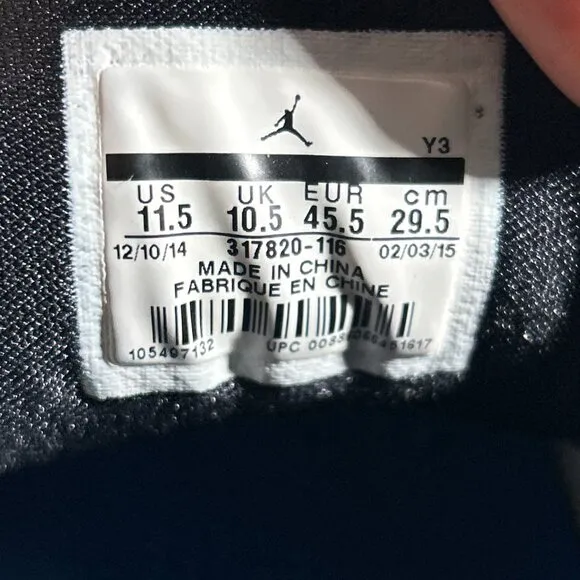 Y3
US UK EUR cm
11.5 10.5 45.5 29.5
12/10/14 317820-116 02/03/15
MADE IN CHINA
FABRIQUE EN CHINE
105497132 UPC